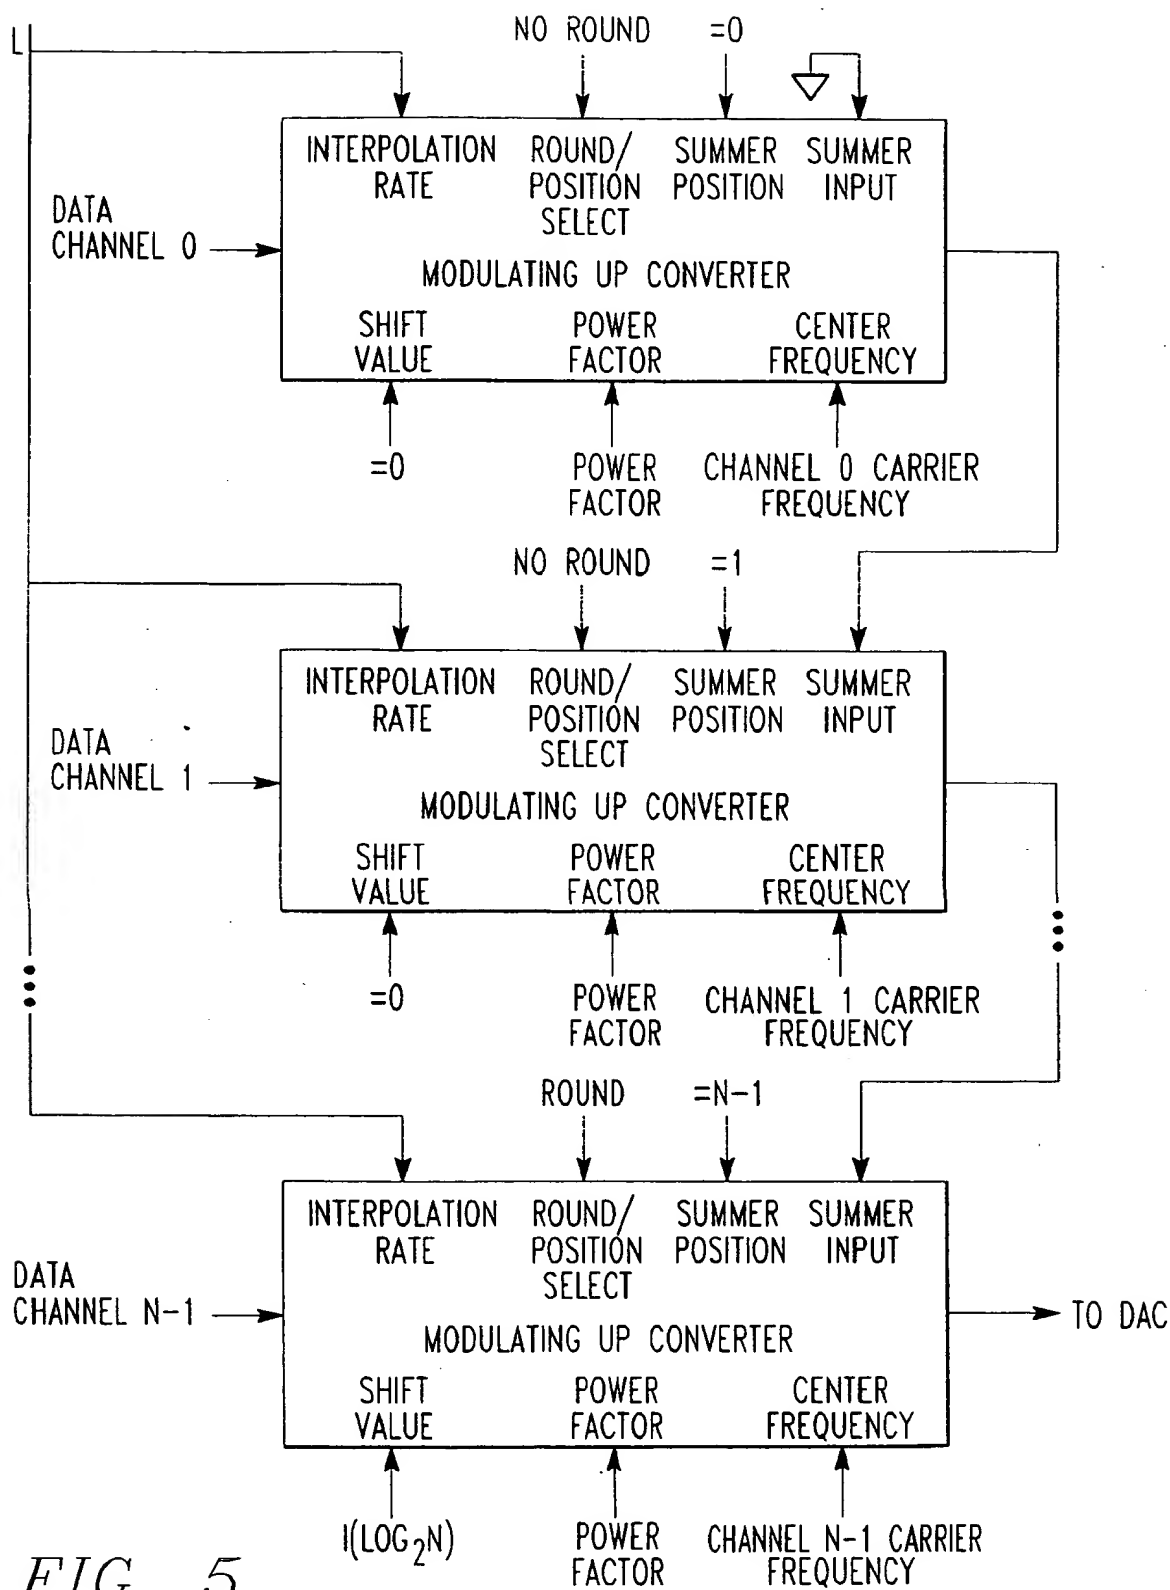 L
NO ROUND =0
INTERPOLATION RATE
ROUND/ POSITION SELECT
SUMMER POSITION
SUMMER INPUT
DATA CHANNEL 0
MODULATING UP CONVERTER
SHIFT VALUE
POWER FACTOR
CENTER FREQUENCY
=0
POWER FACTOR
CHANNEL 0 CARRIER FREQUENCY
NO ROUND =1
INTERPOLATION RATE
ROUND/ POSITION SELECT
SUMMER POSITION
SUMMER INPUT
DATA CHANNEL 1
MODULATING UP CONVERTER
SHIFT VALUE
POWER FACTOR
CENTER FREQUENCY
=0
POWER FACTOR
CHANNEL 1 CARRIER FREQUENCY
ROUND =N-1
INTERPOLATION RATE
ROUND/ POSITION SELECT
SUMMER POSITION
SUMMER INPUT
DATA CHANNEL N-1
MODULATING UP CONVERTER
TO DAC
SHIFT VALUE
POWER FACTOR
CENTER FREQUENCY
I(LOG₂N)
POWER FACTOR
CHANNEL N-1 CARRIER FREQUENCY
FIG. 5